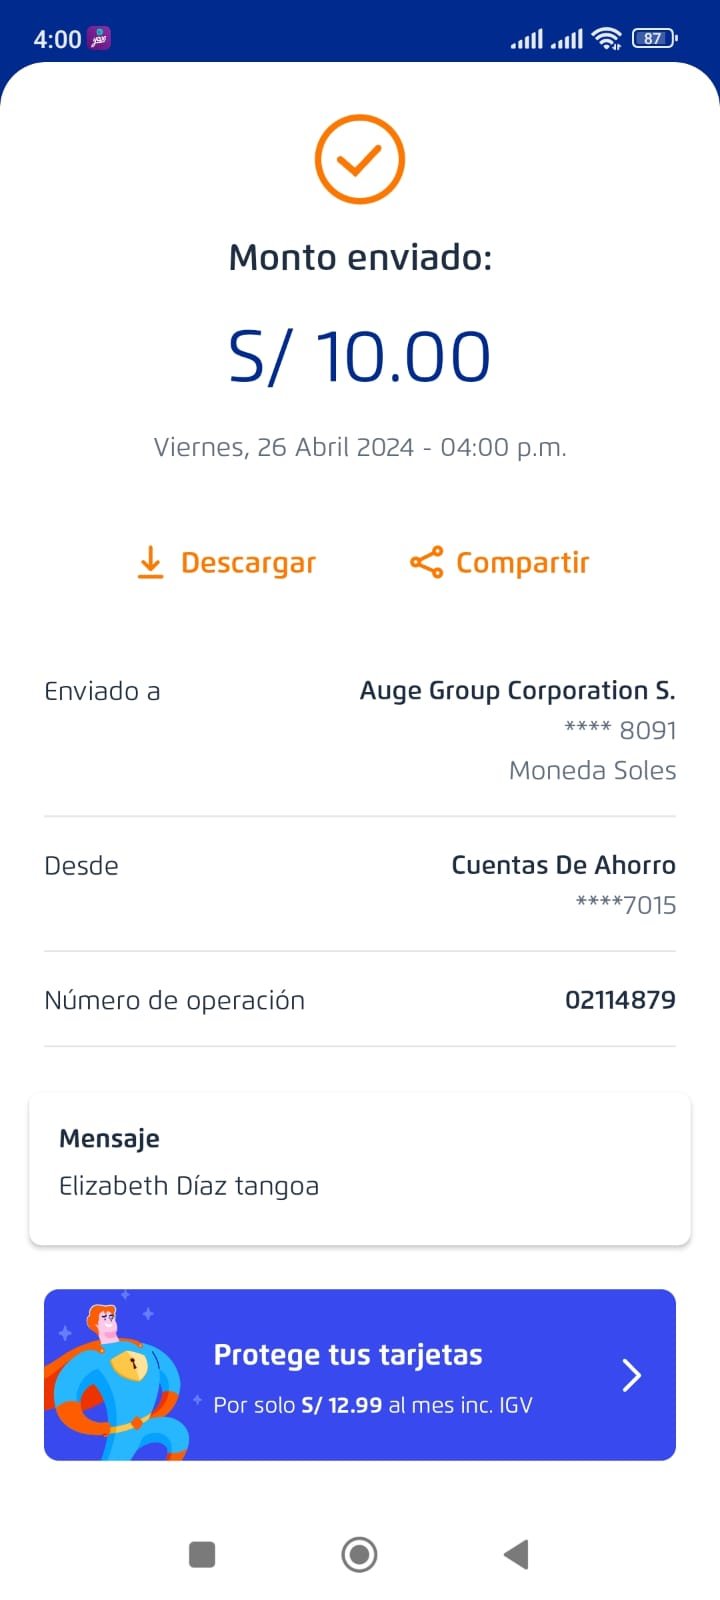 4:00
87
Monto enviado:
S/ 10.00
Viernes, 26 Abril 2024 - 04:00 p.m.
Descargar
Compartir
Enviado a
Auge Group Corporation S.
**** 8091
Moneda Soles
Desde
Cuentas De Ahorro
****7015
Número de operación
02114879
Mensaje
Elizabeth Díaz tangoa
Protege tus tarjetas
Por solo S/ 12.99 al mes inc. IGV